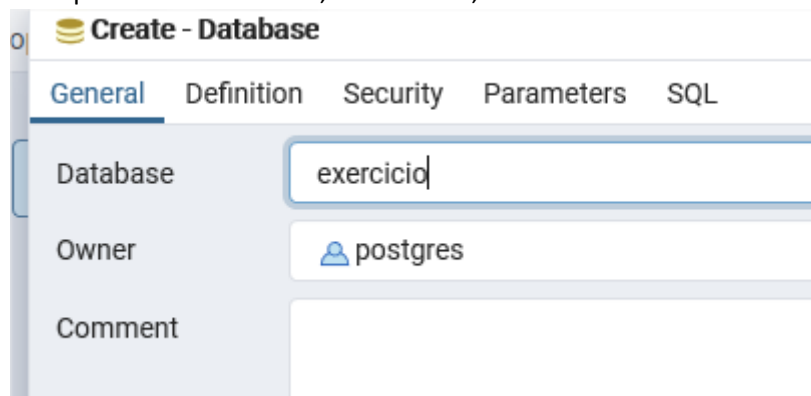 Create - Database
General Definition Security Parameters SQL
Database exercicio
Owner postgres
Comment